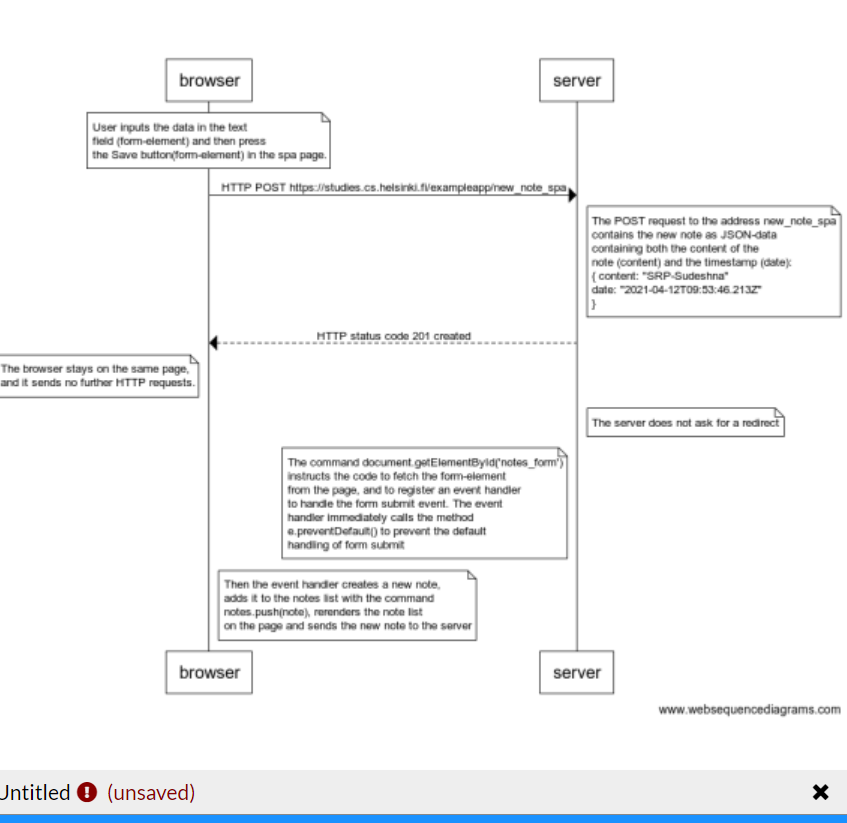 browser
server
User inputs the data in the text
field (form-element) and then press
the Save button(form-element) in the spa page.
HTTP POST https://studies.cs.helsinki.fi/exampleapp/new_note_spa
The POST request to the address new_note_spa
contains the new note as JSON-data
containing both the content of the
note (content) and the timestamp (date):
{ content: "SRP-Sudeshna"
date: "2021-04-12T09:53:46.213Z"
}
HTTP status code 201 created
The browser stays on the same page,
and it sends no further HTTP requests.
The server does not ask for a redirect
The command document.getElementById('notes_form')
instructs the code to fetch the form-element
from the page, and to register an event handler
to handle the form submit event. The event
handler immediately calls the method
e.preventDefault() to prevent the default
handling of form submit
Then the event handler creates a new note,
adds it to the notes list with the command
notes.push(note), rerenders the note list
on the page and sends the new note to the server
browser
server
www.websequencediagrams.com
Untitled ! (unsaved)